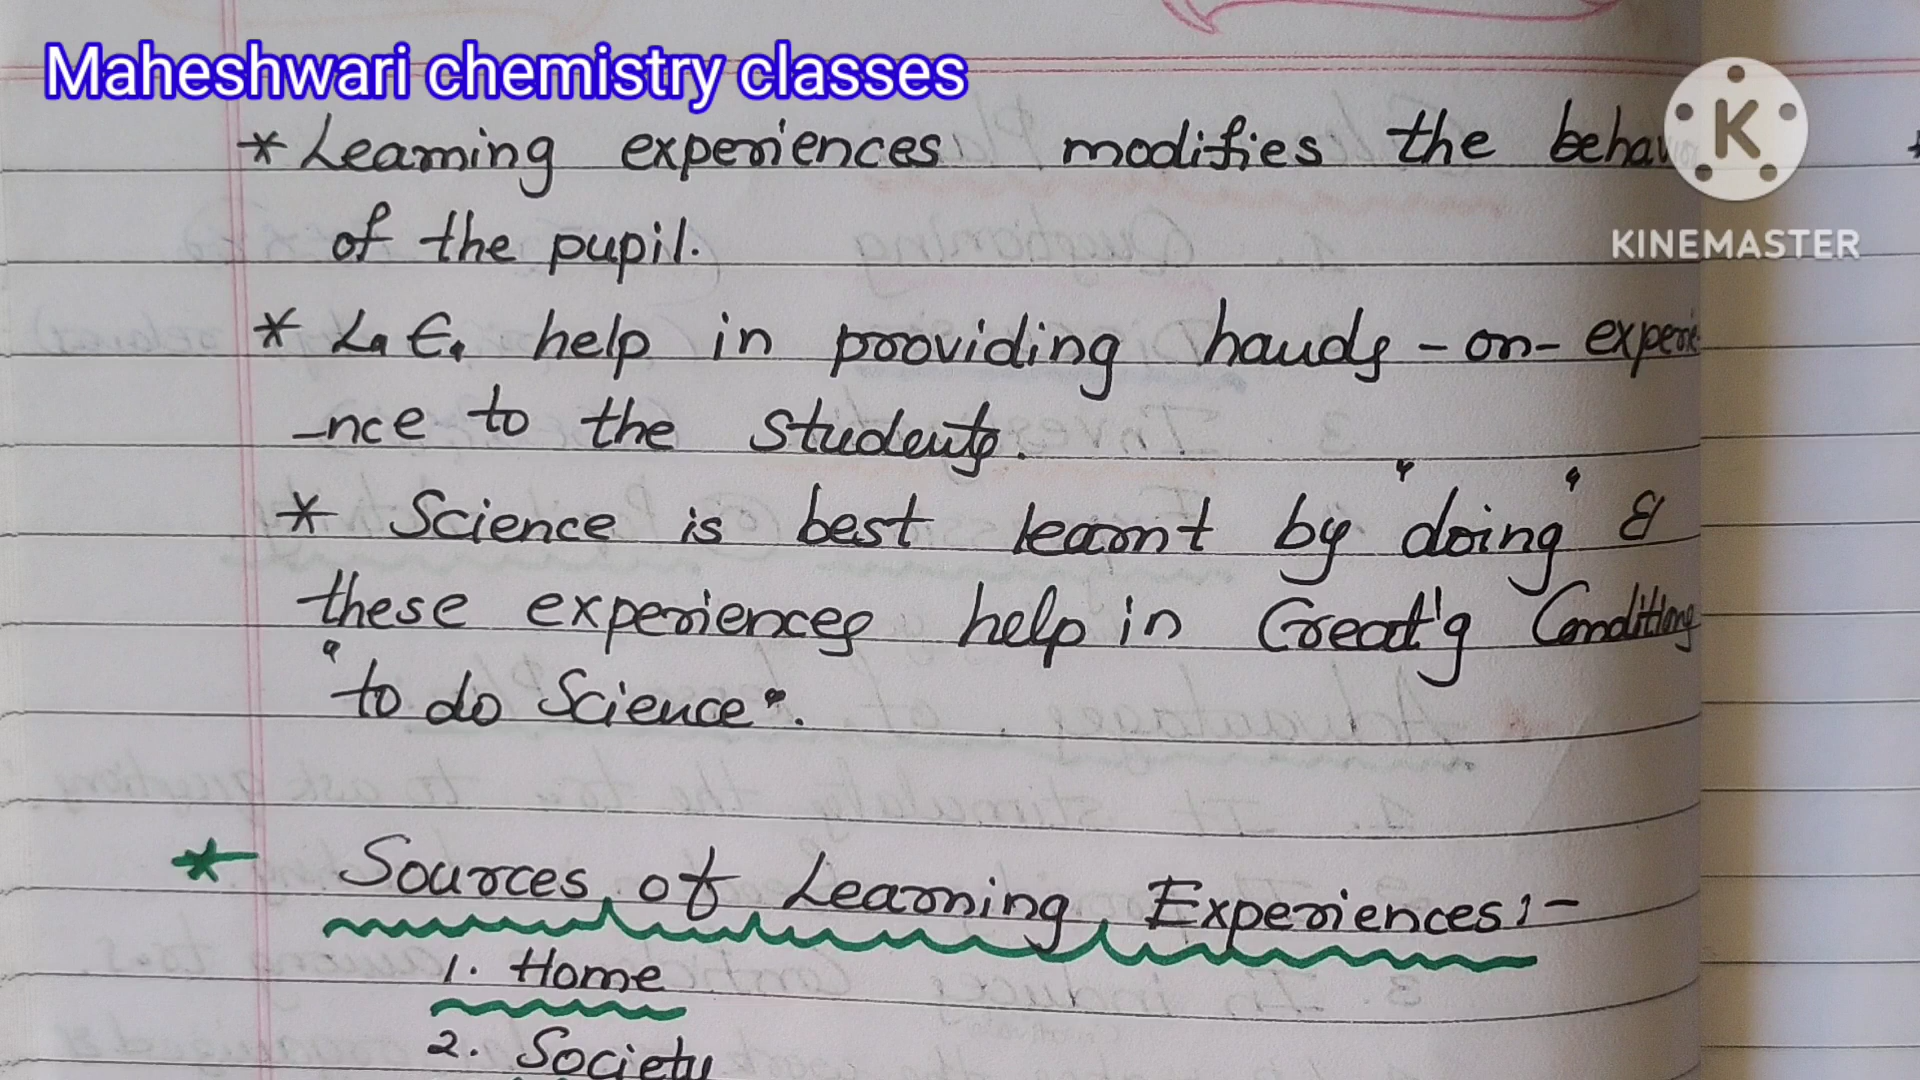 Maheshwari chemistry classes
* Learning experiences modifies the behav
K
KINEMASTER
of the pupil.
* L.E. help in providing hands-on-experie
-nce to the students.
* Science is best learnt by "doing" &
these experiences help in Creat'g Conditions
"to do Science".
* Sources of Learning Experiences:-
1. Home
2. Society